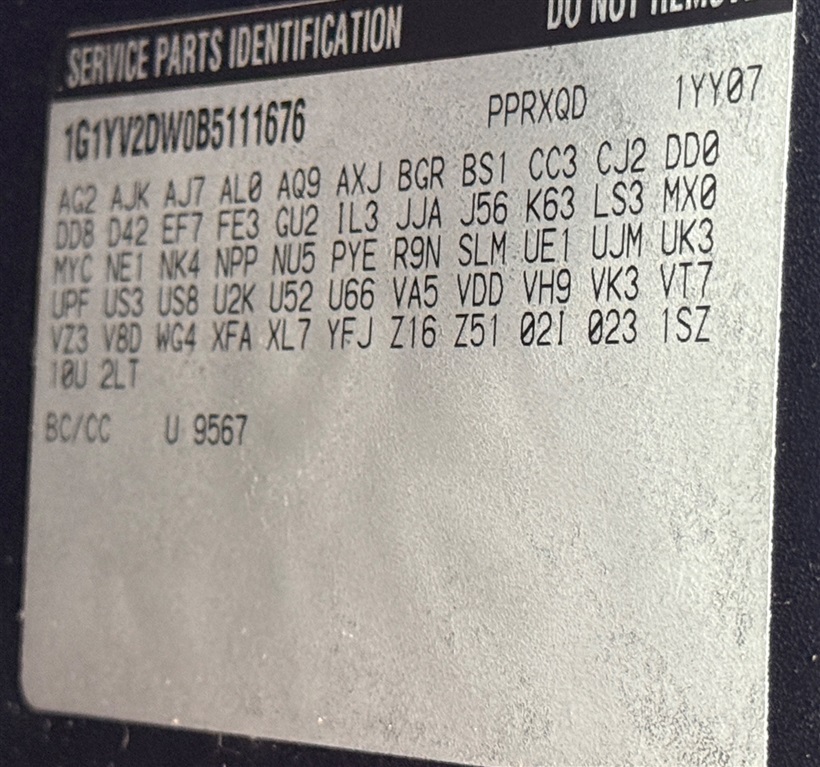 SERVICE PARTS IDENTIFICATION DO NOT REMOVE
1G1YV2DW0B5111676 PPRXQD 1YY07
AG2 AJK AJ7 AL0 AQ9 AXJ BGR BS1 CC3 CJ2 DD0
DD8 D42 EF7 FE3 GU2 IL3 JJA J56 K63 LS3 MX0
MYC NE1 NK4 NPP NU5 PYE R9N SLM UE1 UJM UK3
UPF US3 US8 U2K U52 U66 VA5 VDD VH9 VK3 VT7
VZ3 V8D WG4 XFA XL7 YFJ Z16 Z51 02I 023 1SZ
10U 2LT
BC/CC U 9567